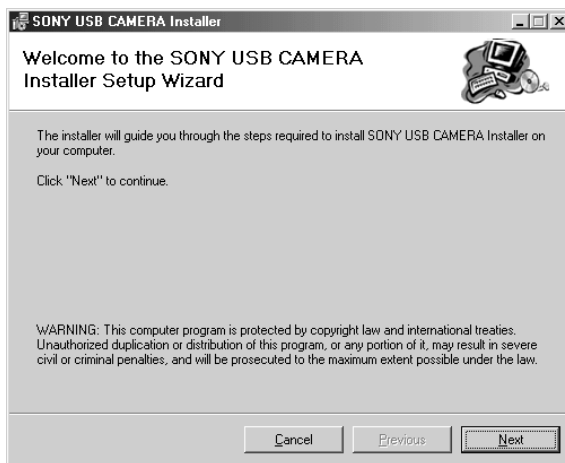 SONY USB CAMERA Installer
Welcome to the SONY USB CAMERA
Installer Setup Wizard
The installer will guide you through the steps required to install SONY USB CAMERA Installer on
your computer.
Click "Next" to continue.
WARNING: This computer program is protected by copyright law and international treaties.
Unauthorized duplication or distribution of this program, or any portion of it, may result in severe
civil or criminal penalties, and will be prosecuted to the maximum extent possible under the law.
Cancel
Previous
Next